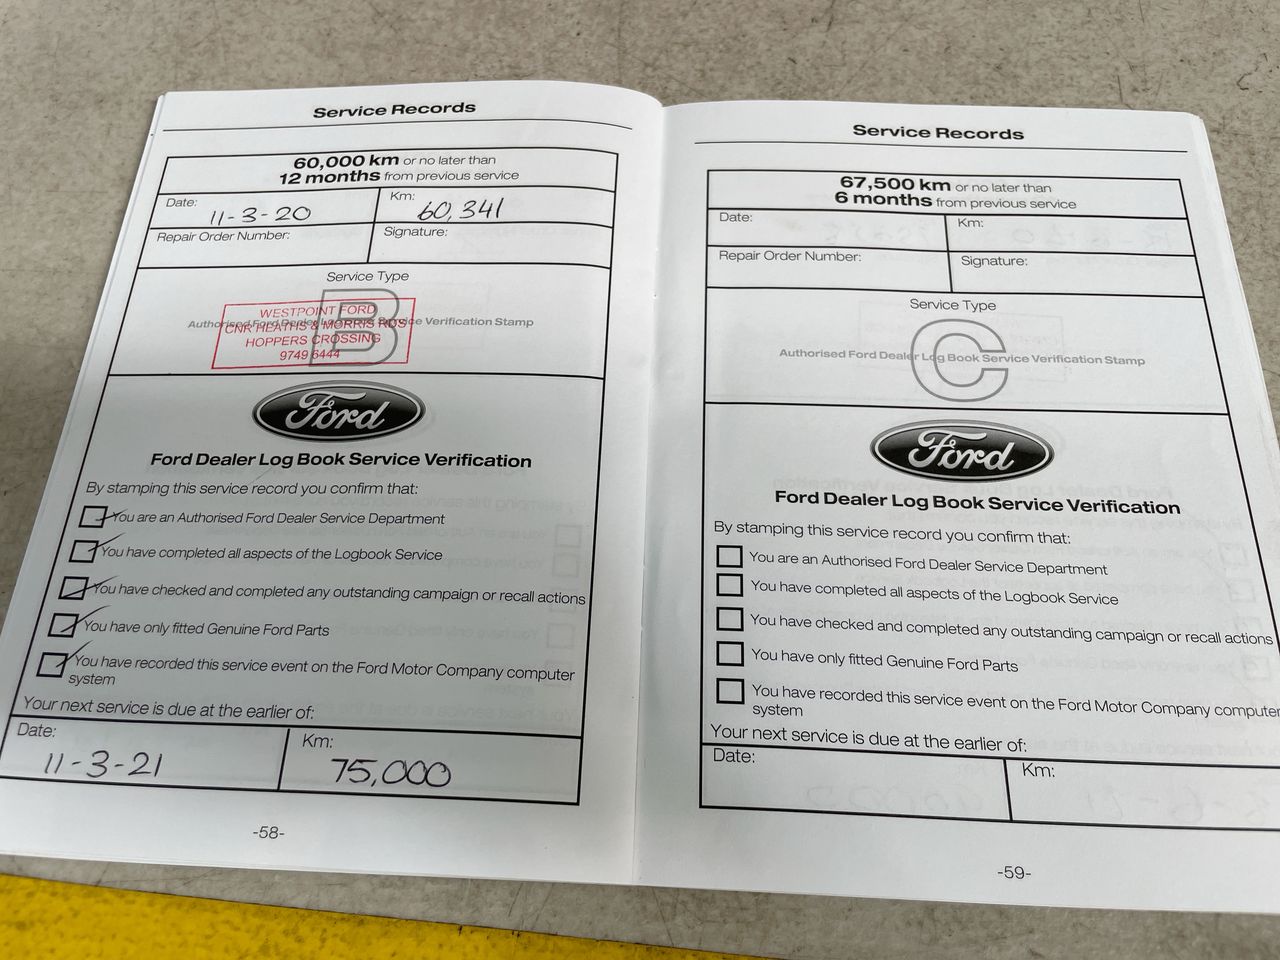 Service Records
60,000 km or no later than
12 months from previous service
Date: 11-3-20
Km: 60,341
Repair Order Number:
Signature:
Service Type
B
Authorised Ford Dealer Log Book Service Verification Stamp
WESTPOINT FORD
CNR HEATHS & MORRIS RDS
HOPPERS CROSSING
9749 6444
Ford
Ford Dealer Log Book Service Verification
By stamping this service record you confirm that:
You are an Authorised Ford Dealer Service Department
You have completed all aspects of the Logbook Service
You have checked and completed any outstanding campaign or recall actions
You have only fitted Genuine Ford Parts
You have recorded this service event on the Ford Motor Company computer
system
Your next service is due at the earlier of:
Date: 11-3-21
Km: 75,000
-58-
Service Records
67,500 km or no later than
6 months from previous service
Date:
Km:
Repair Order Number:
Signature:
Service Type
C
Authorised Ford Dealer Log Book Service Verification Stamp
Ford
Ford Dealer Log Book Service Verification
By stamping this service record you confirm that:
You are an Authorised Ford Dealer Service Department
You have completed all aspects of the Logbook Service
You have checked and completed any outstanding campaign or recall actions
You have only fitted Genuine Ford Parts
You have recorded this service event on the Ford Motor Company computer
system
Your next service is due at the earlier of:
Date:
Km:
-59-